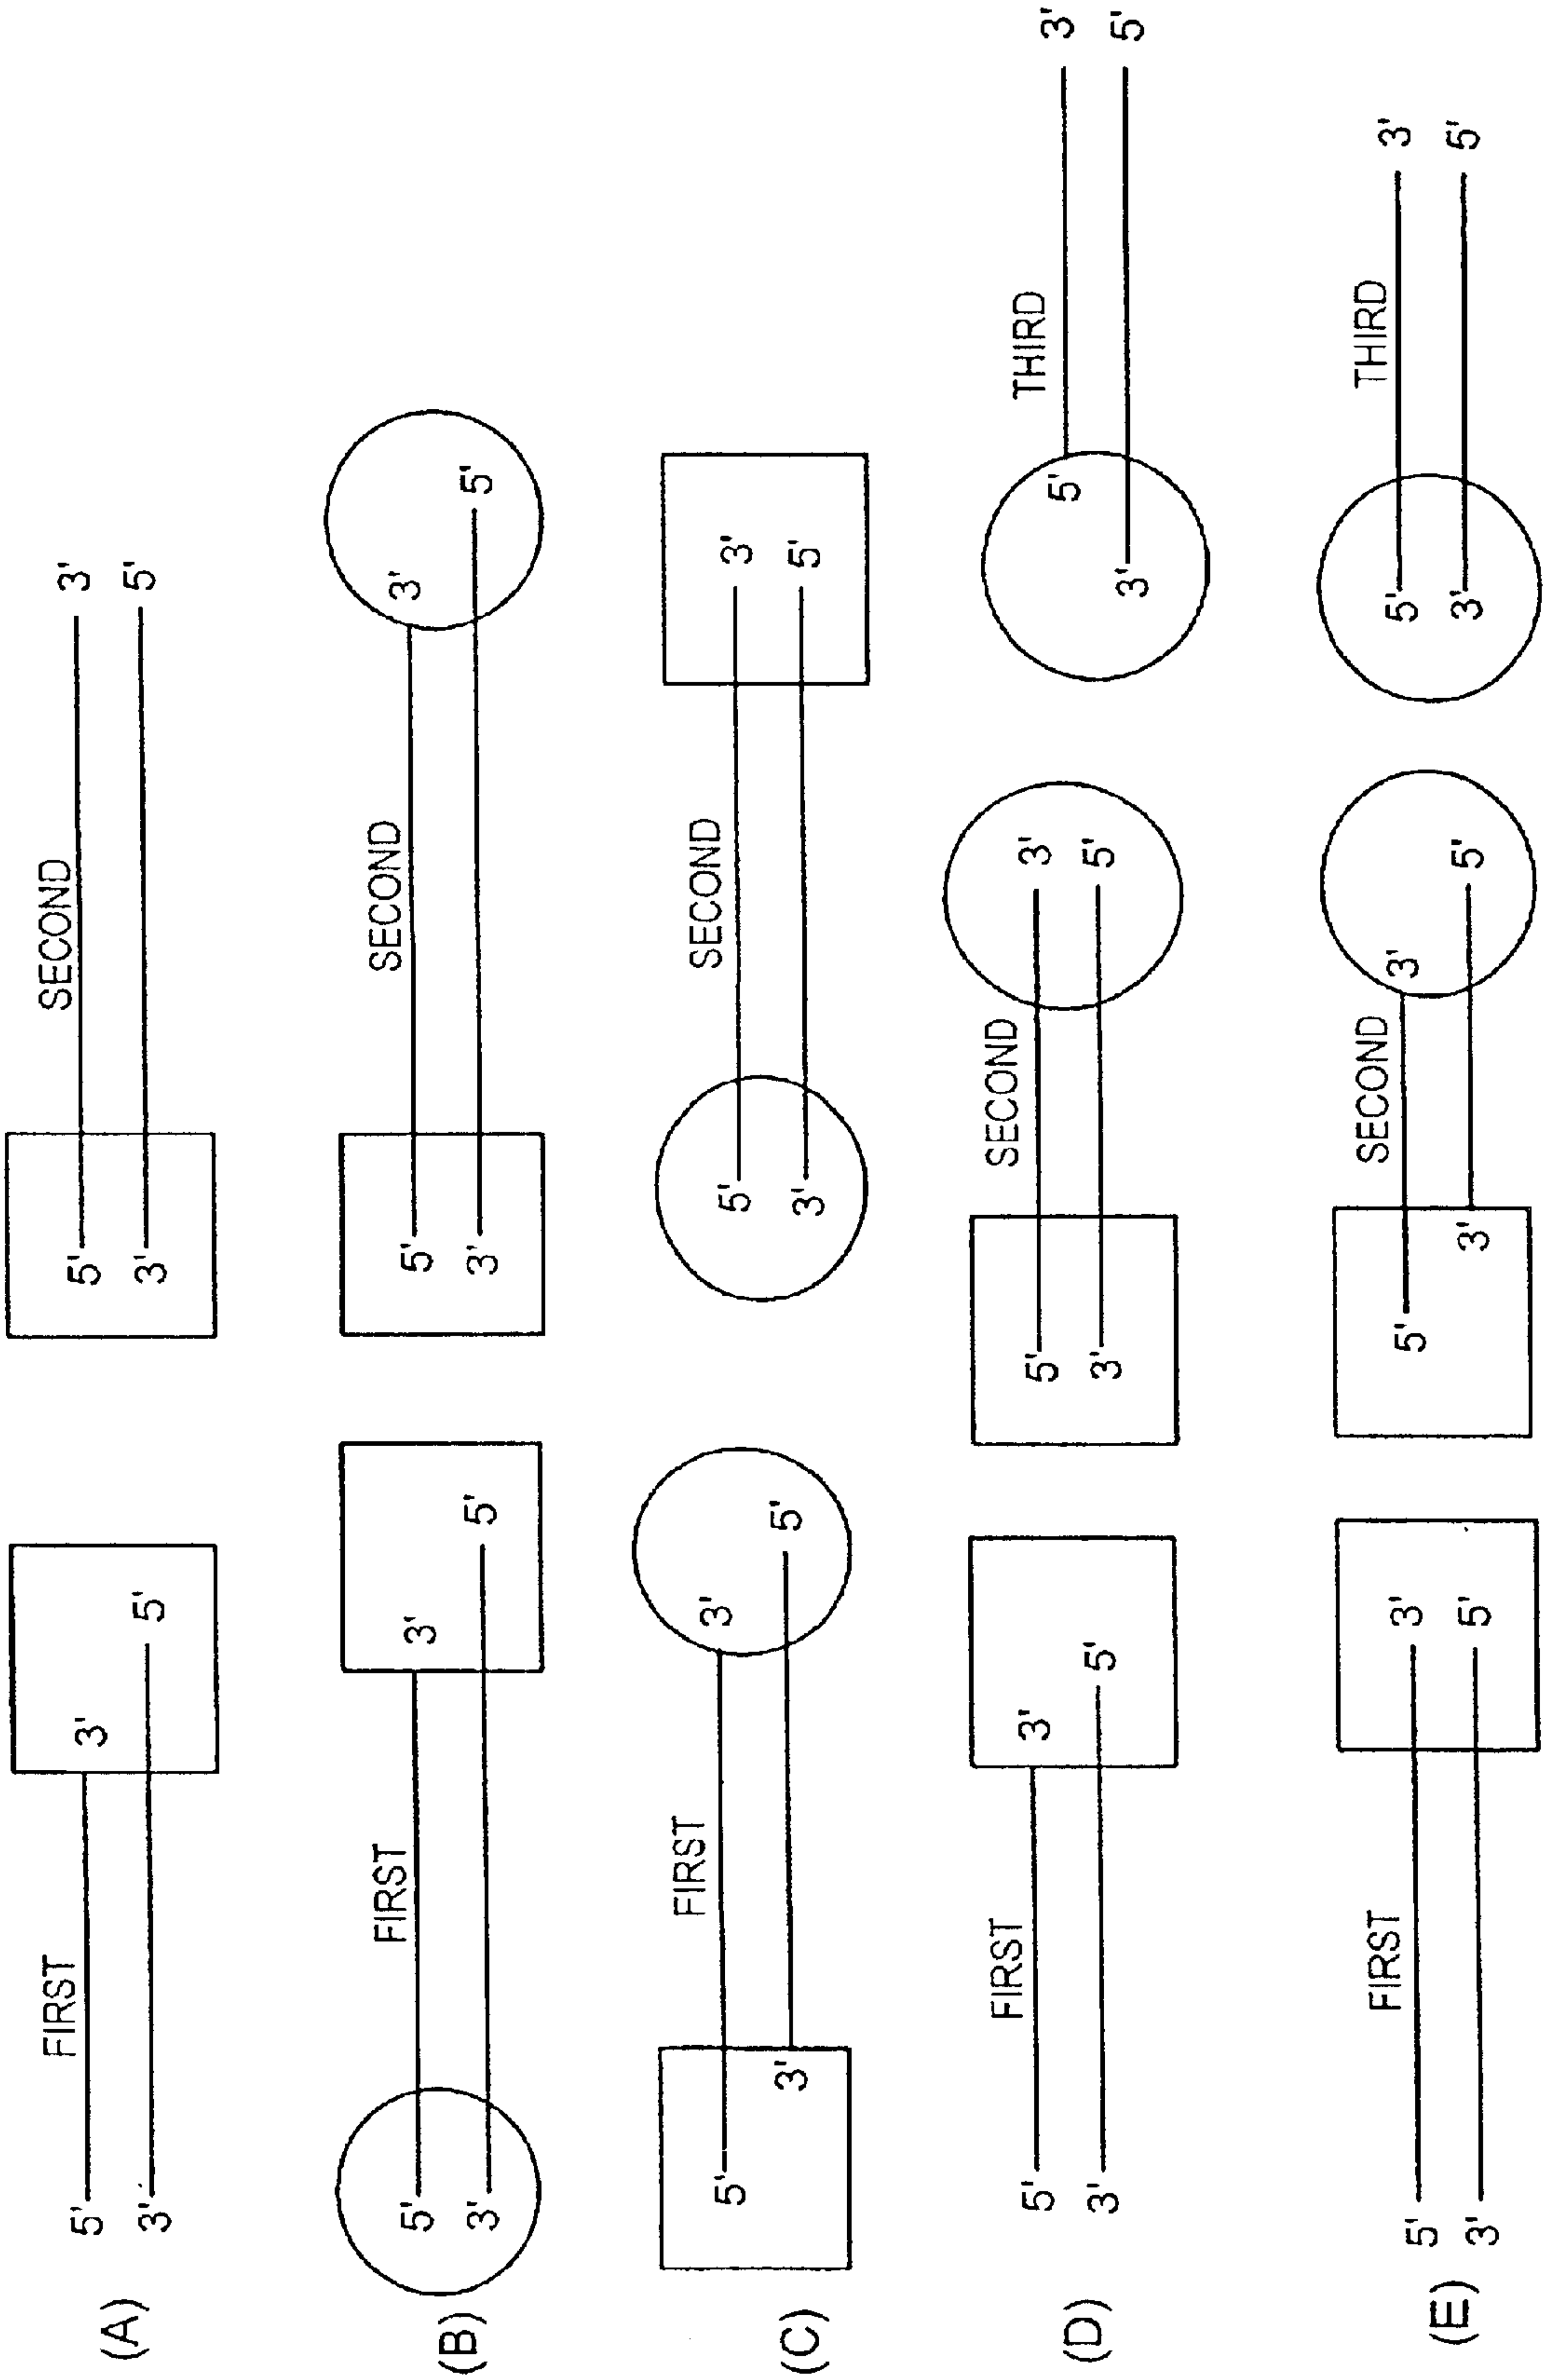 (A)
FIRST SECOND
5' 3' 5' 3'
3' 5' 3' 5'
(B)
FIRST SECOND
5' 3' 5' 3'
3' 5' 3' 5'
(C)
FIRST SECOND
5' 3' 5' 3'
3' 5' 3' 5'
(D)
FIRST SECOND THIRD
5' 3' 5' 3' 5' 3'
3' 5' 3' 5' 3' 5'
(E)
FIRST SECOND THIRD
5' 3' 5' 3' 5' 3'
3' 5' 3' 5' 3' 5'